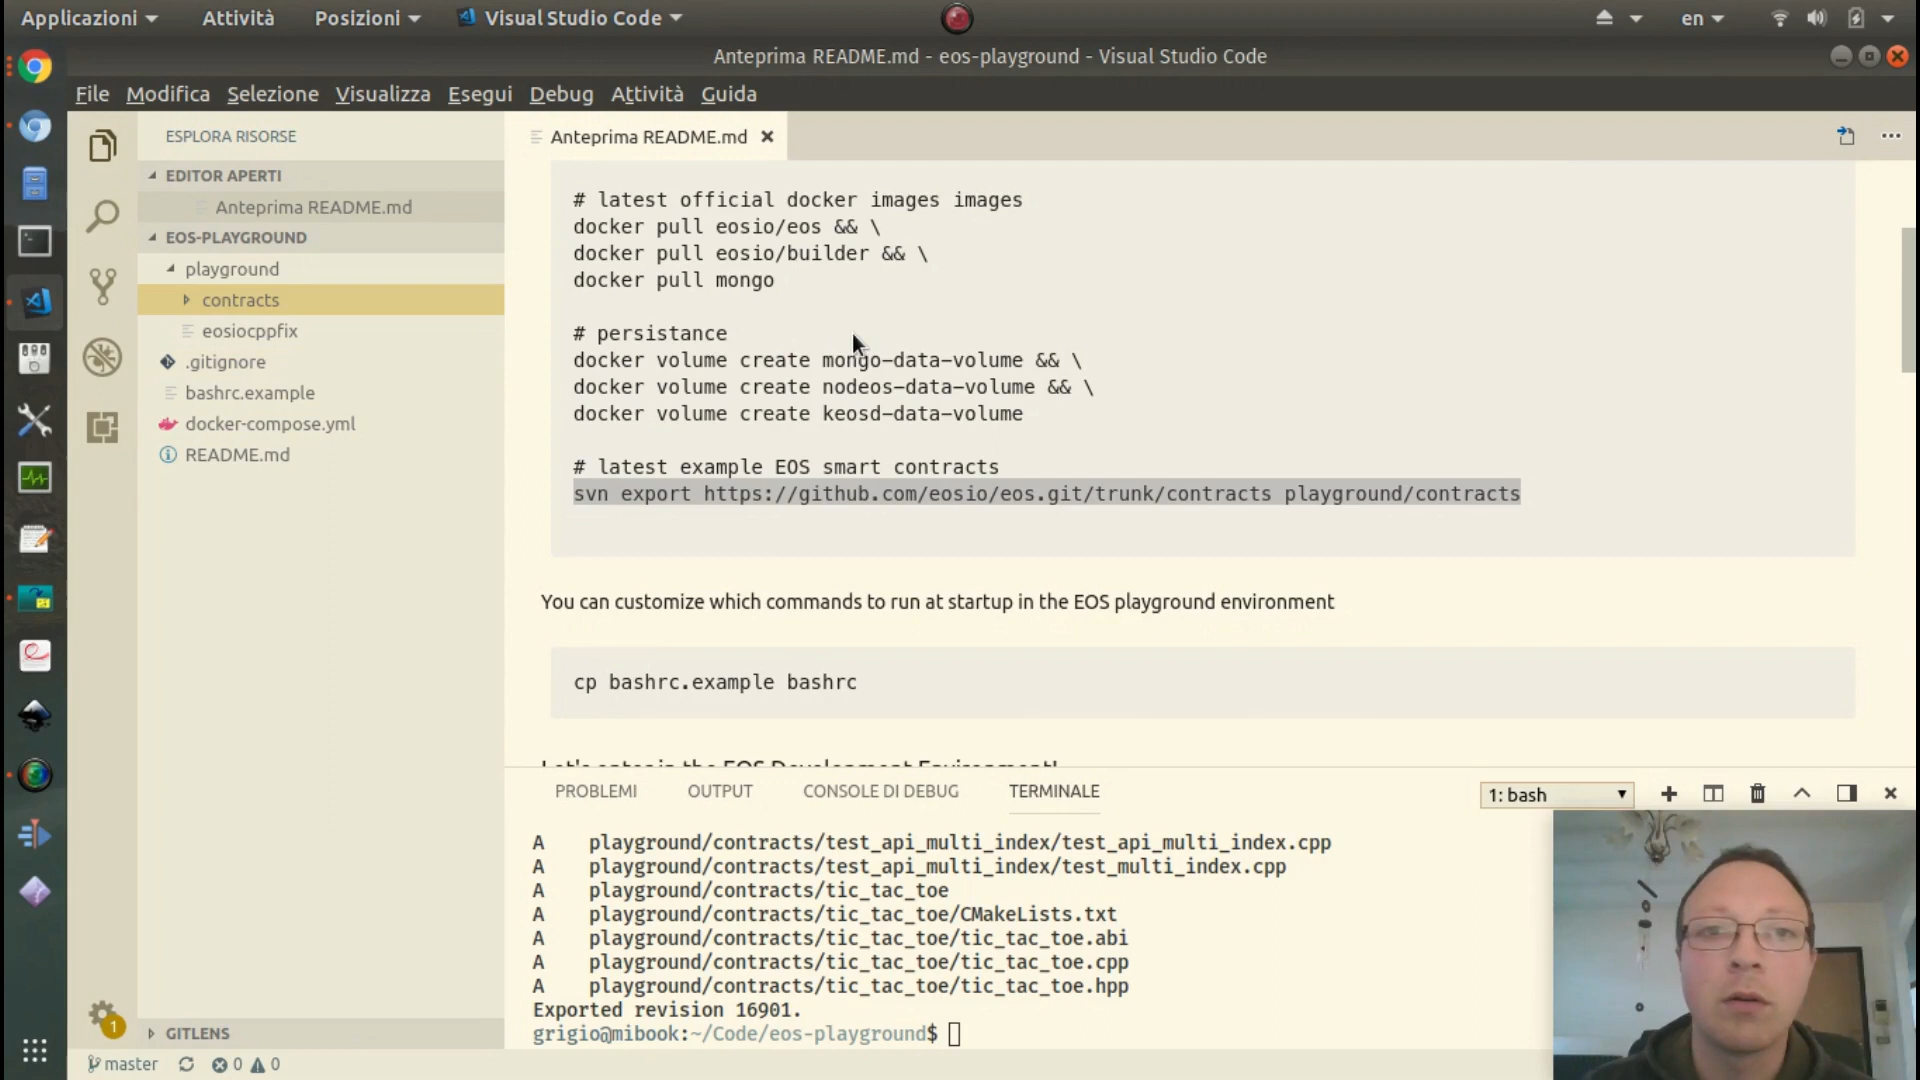 Applicazioni Attività Posizioni Visual Studio Code en
Anteprima README.md - eos-playground - Visual Studio Code
File Modifica Selezione Visualizza Esegui Debug Attività Guida
ESPLORA RISORSE
EDITOR APERTI
Anteprima README.md
EOS-PLAYGROUND
playground
contracts
eosiocppfix
.gitignore
bashrc.example
docker-compose.yml
README.md
GITLENS
1
master 0 0
Anteprima README.md
# latest official docker images images
docker pull eosio/eos && \
docker pull eosio/builder && \
docker pull mongo
# persistance
docker volume create mongo-data-volume && \
docker volume create nodeos-data-volume && \
docker volume create keosd-data-volume
# latest example EOS smart contracts
svn export https://github.com/eosio/eos.git/trunk/contracts playground/contracts
You can customize which commands to run at startup in the EOS playground environment
cp bashrc.example bashrc
Let's enter in the EOS Development Environment!
PROBLEMI OUTPUT CONSOLE DI DEBUG TERMINALE 1: bash
A playground/contracts/test_api_multi_index/test_api_multi_index.cpp
A playground/contracts/test_api_multi_index/test_multi_index.cpp
A playground/contracts/tic_tac_toe
A playground/contracts/tic_tac_toe/CMakeLists.txt
A playground/contracts/tic_tac_toe/tic_tac_toe.abi
A playground/contracts/tic_tac_toe/tic_tac_toe.cpp
A playground/contracts/tic_tac_toe/tic_tac_toe.hpp
Exported revision 16901.
grigio@mibook:~/Code/eos-playground$